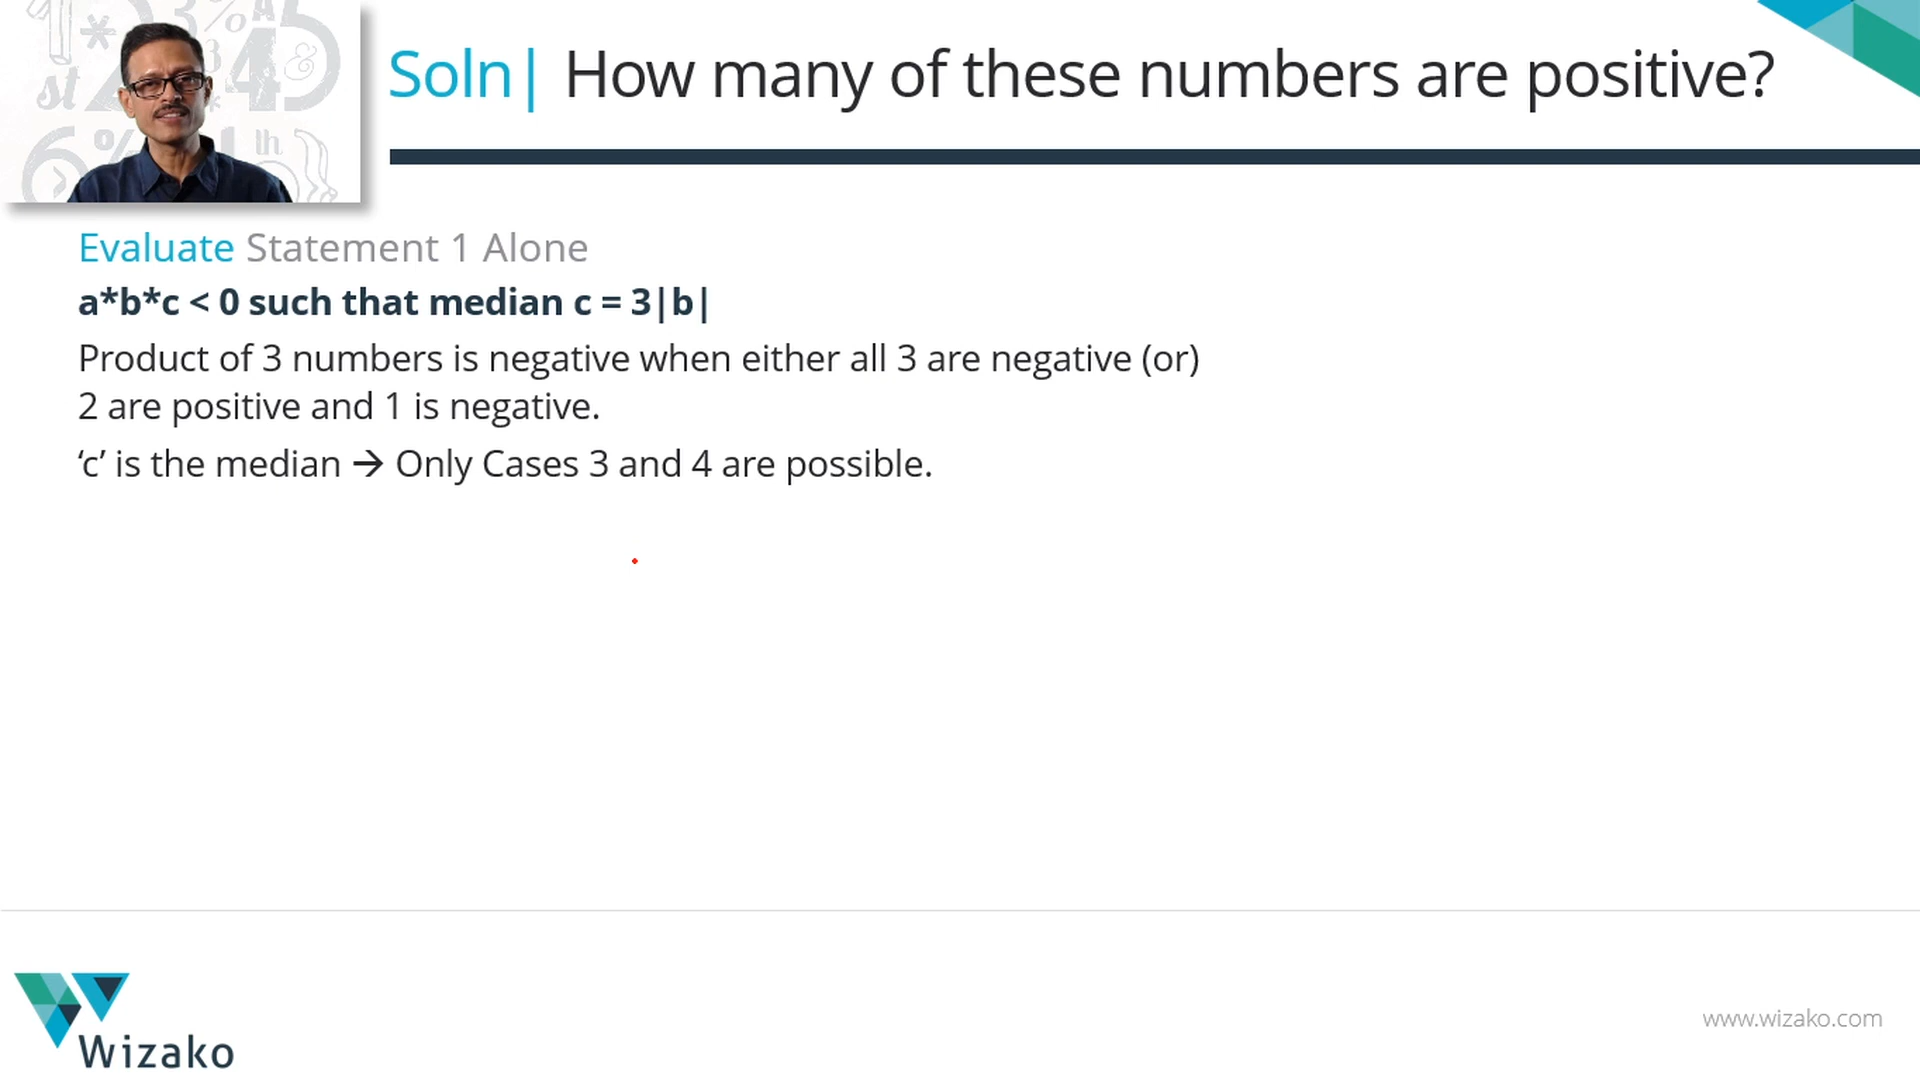 Soln| How many of these numbers are positive?
Evaluate Statement 1 Alone
a*b*c < 0 such that median c = 3|b|
Product of 3 numbers is negative when either all 3 are negative (or)
2 are positive and 1 is negative.
‘c’ is the median → Only Cases 3 and 4 are possible.
Wizako
www.wizako.com